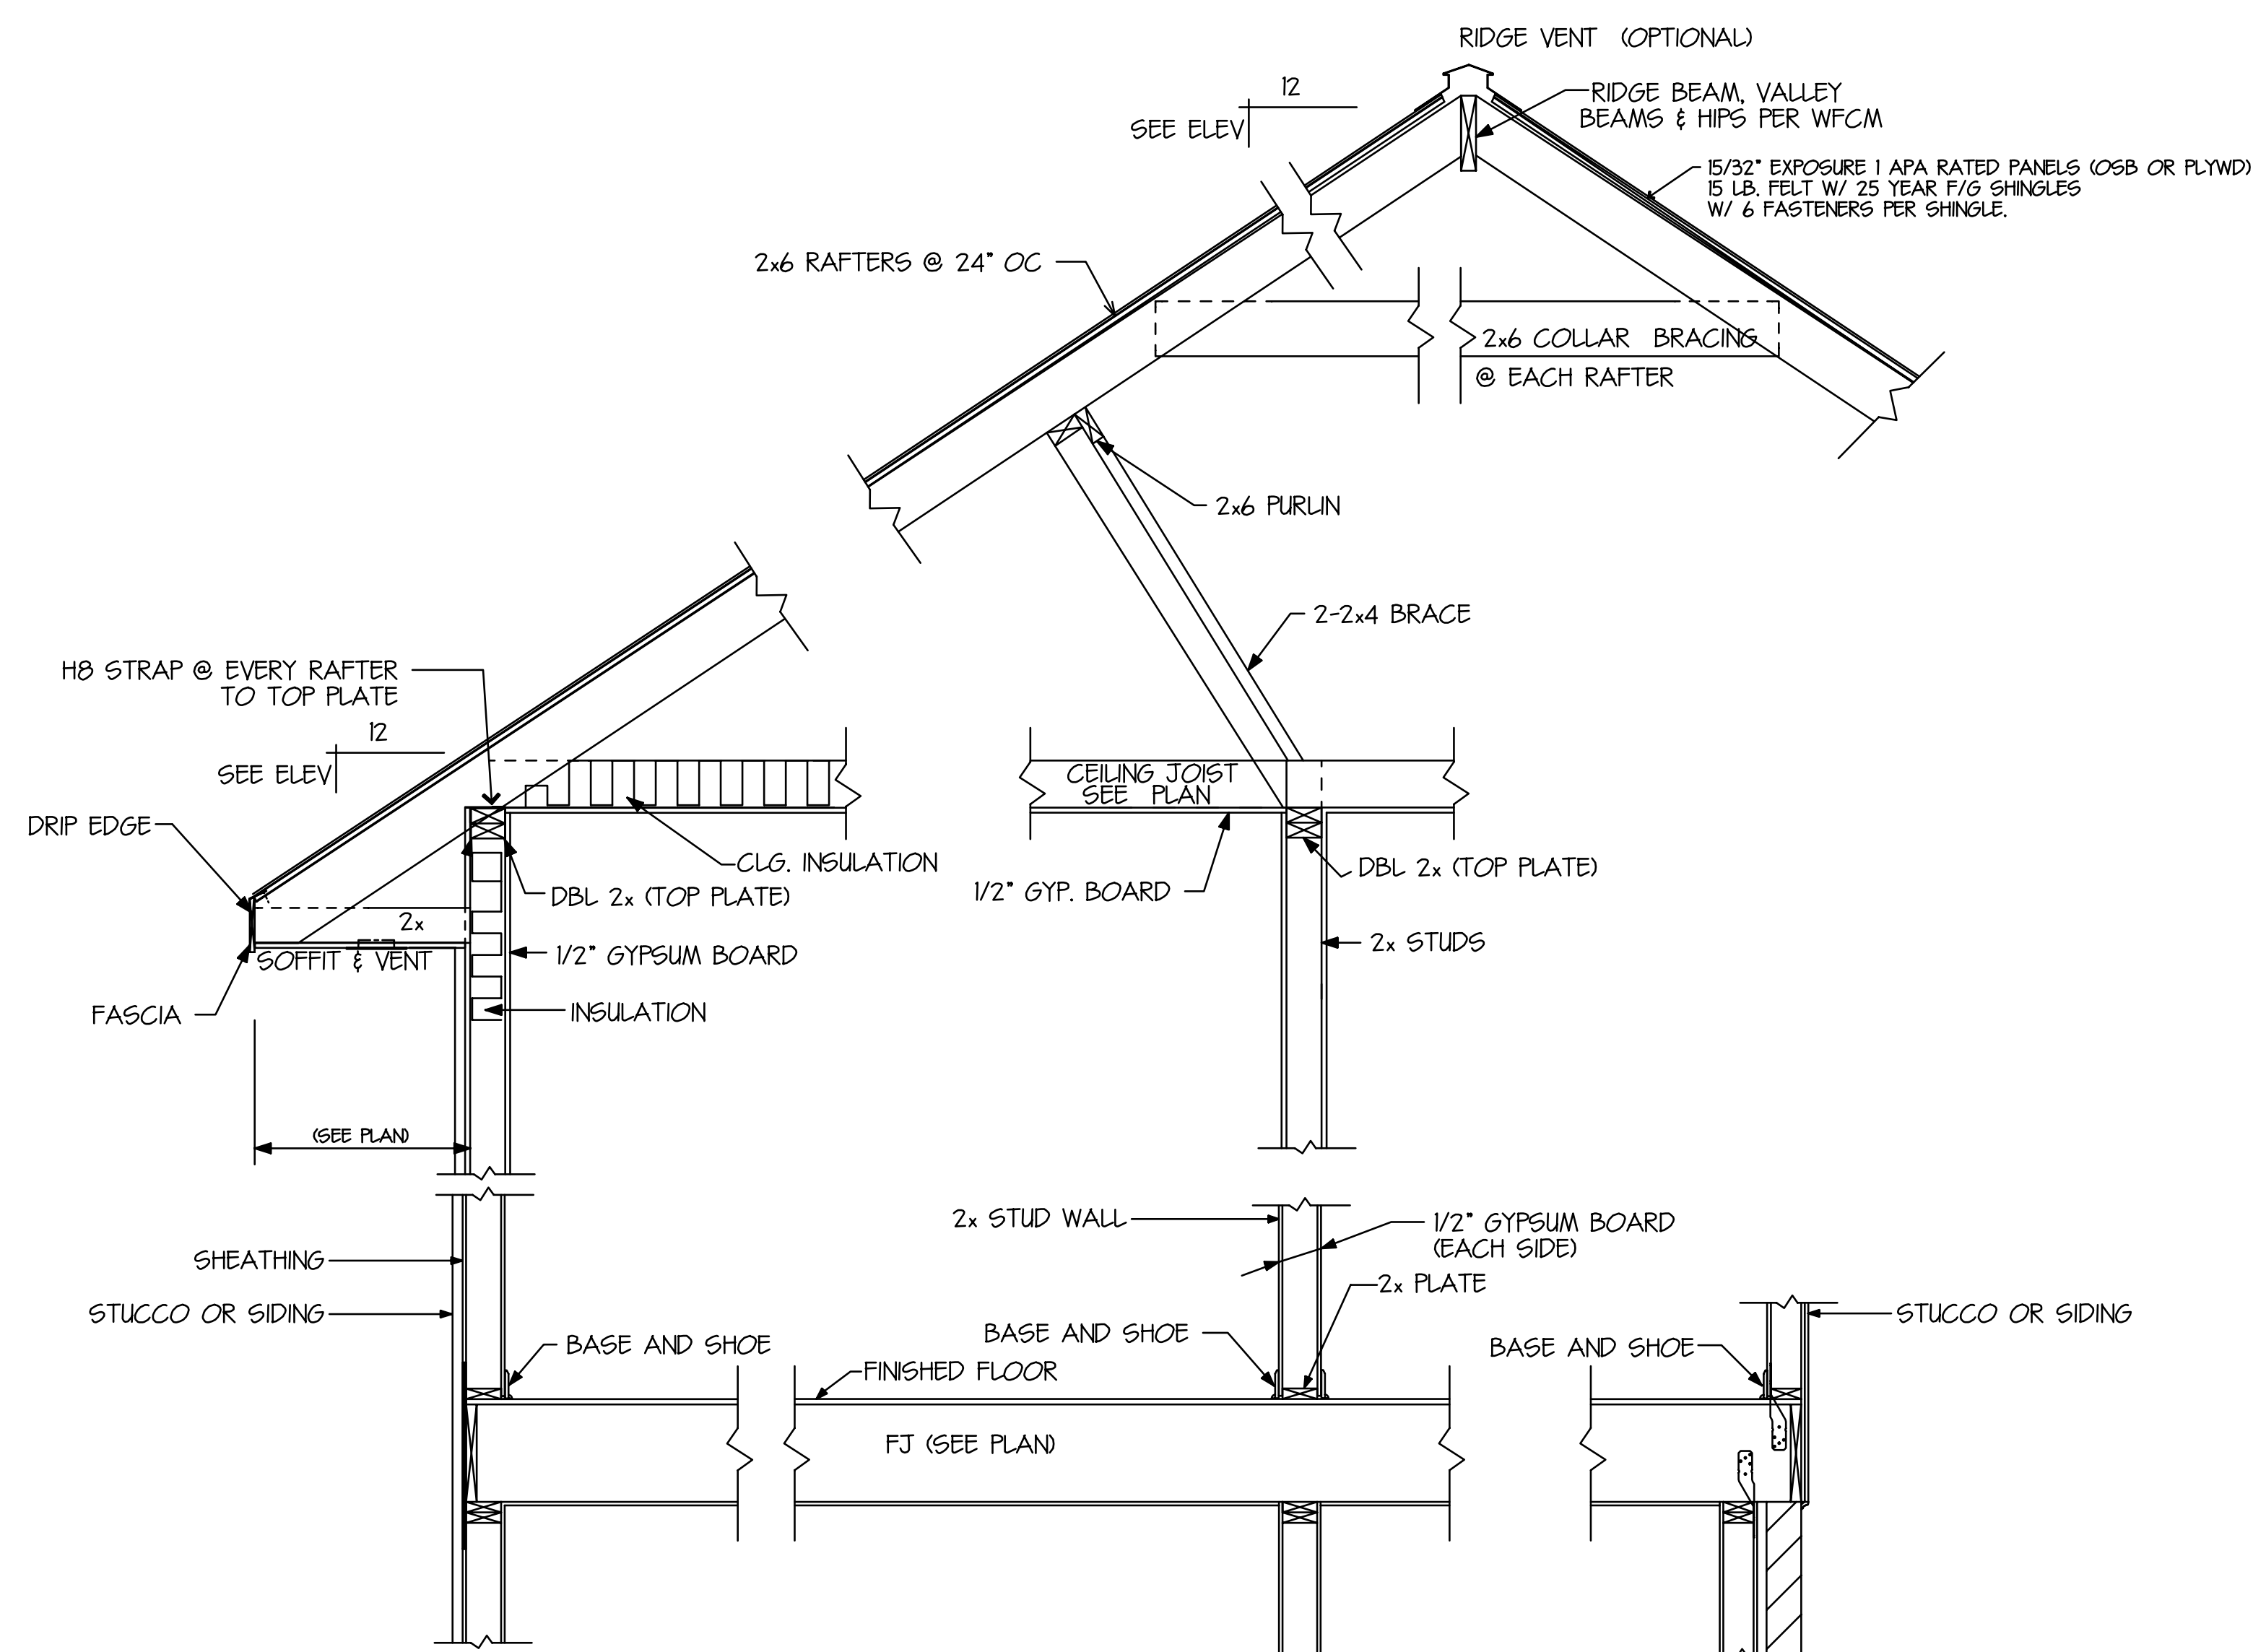 RIDGE VENT (OPTIONAL)
12
SEE ELEV
RIDGE BEAM, VALLEY
BEAMS & HIPS PER WFCM
15/32" EXPOSURE 1 APA RATED PANELS (OSB OR PLYWD)
15 LB. FELT W/ 25 YEAR F/G SHINGLES
W/ 6 FASTENERS PER SHINGLE.
2x6 RAFTERS @ 24" OC
2x6 COLLAR BRACING
@ EACH RAFTER
2x6 PURLIN
2-2x4 BRACE
H8 STRAP @ EVERY RAFTER
TO TOP PLATE
12
SEE ELEV
CEILING JOIST
SEE PLAN
DRIP EDGE
CLG. INSULATION
DBL 2x (TOP PLATE)
1/2" GYP. BOARD
DBL 2x (TOP PLATE)
2x
2x STUDS
1/2" GYPSUM BOARD
SOFFIT & VENT
FASCIA
INSULATION
(SEE PLAN)
2x STUD WALL
1/2" GYPSUM BOARD
(EACH SIDE)
SHEATHING
2x PLATE
STUCCO OR SIDING
STUCCO OR SIDING
BASE AND SHOE
BASE AND SHOE
BASE AND SHOE
FINISHED FLOOR
FJ (SEE PLAN)